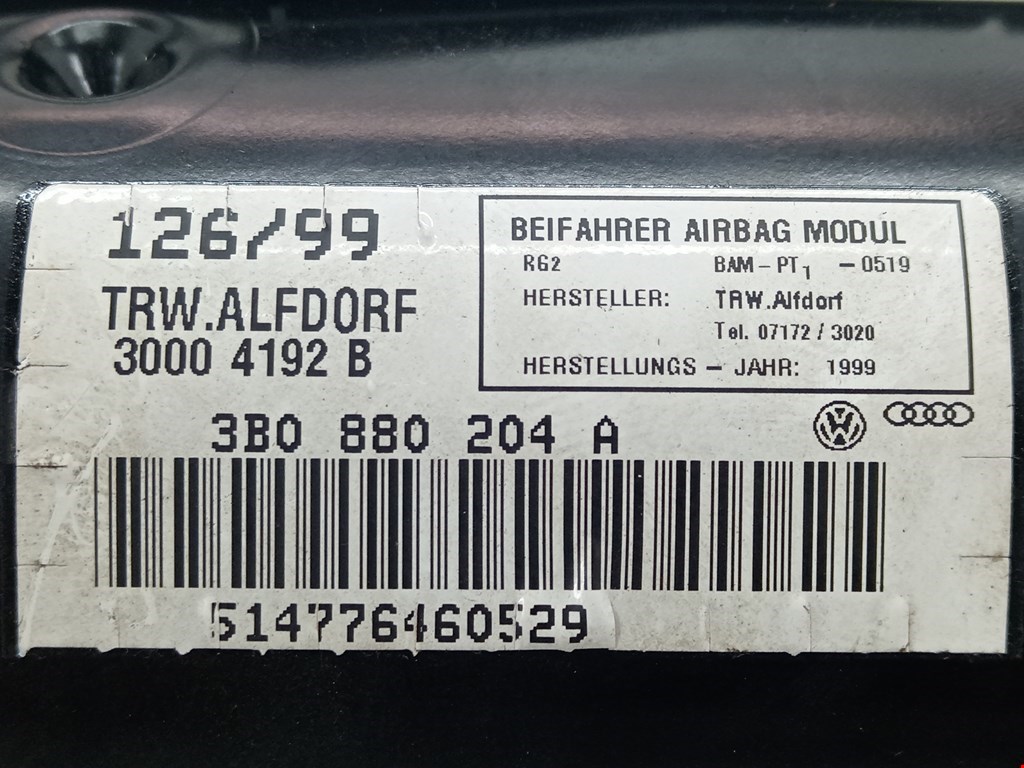 126/99
TRW.ALFDORF
3000 4192 B
BEIFAHRER AIRBAG MODUL
RG2 BAM-PT1 -0519
HERSTELLER: TRW.Alfdorf
Tel. 07172/3020
HERSTELLUNGS - JAHR: 1999
3B0 880 204 A
514776460529